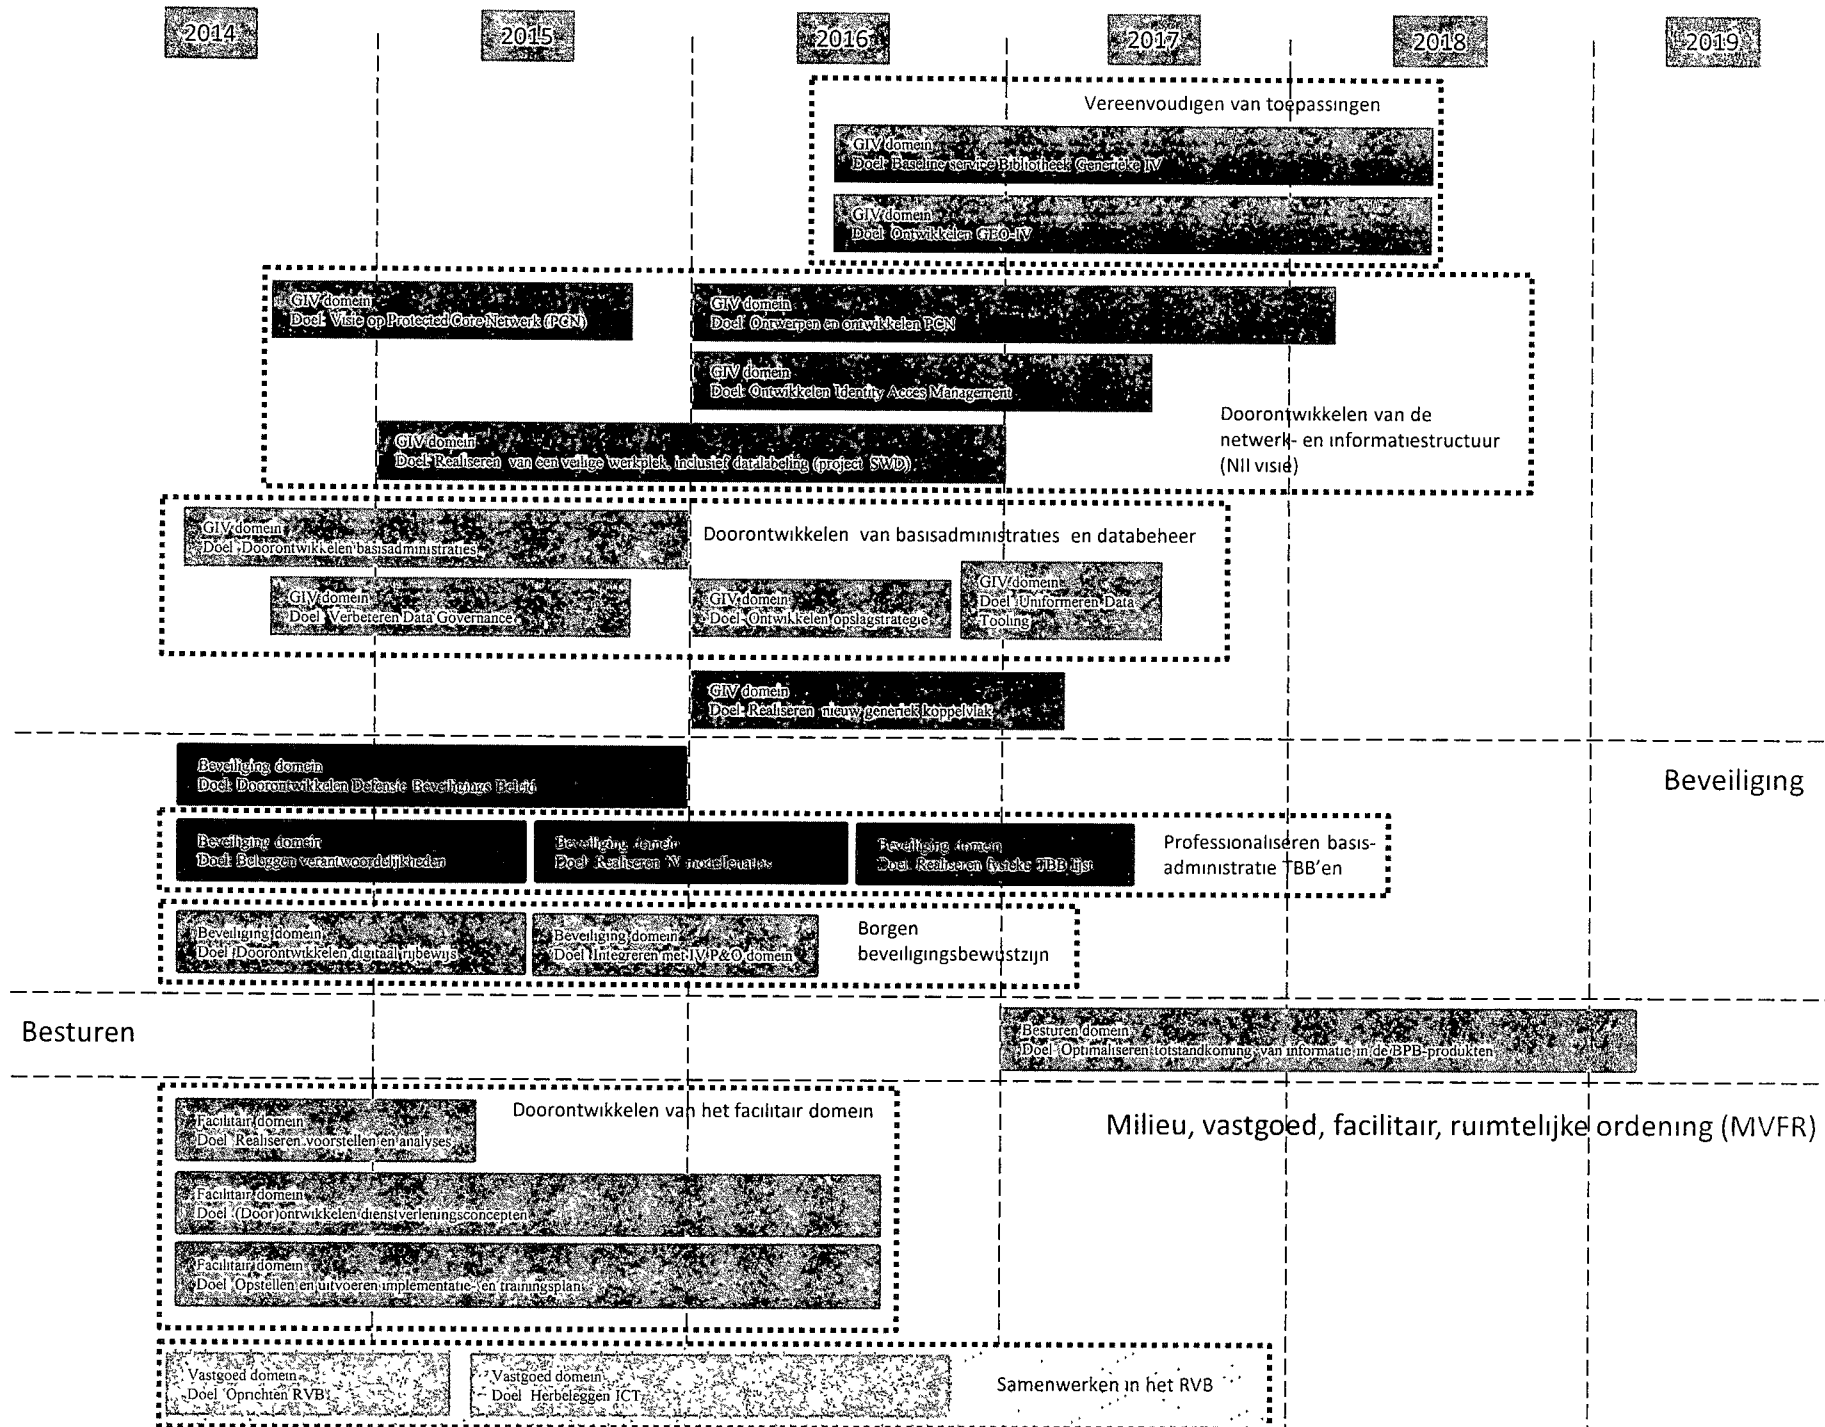 2014
2015
2016
2017
2018
2019
Vereenvoudigen van toepassingen
GIV domein
Doel Baseline service Bibliotheek Generieke IV
GIV domein
Doel Ontwikkelen GEO-IV
GIV domein
Doel Visie op Protected Core Netwerk (PCN)
GIV domein
Doel Ontwerpen en ontwikkelen PCN
GIV domein
Doel Ontwikkelen Identity Acces Management
GIV domein
Doel Realiseren van een veilige werkplek, inclusief datalabeling (project SWD)
Doorontwikkelen van de
netwerk- en informatiestructuur
(NII visie)
GIV domein
Doel Doorontwikkelen basisadministraties
Doorontwikkelen van basisadministraties en databeheer
GIV domein
Doel Verbeteren Data Governance
GIV domein
Doel Ontwikkelen opslagstrategie
GIV domein
Doel Uniformeren Data
Tooling
GIV domein
Doel Realiseren nieuw generiek koppelvlak
Beveiliging
Beveiliging domein
Doel Doorontwikkelen Defensie Beveiligings Beleid
Beveiliging domein
Doel Beleggen verantwoordelijkheden
Beveiliging domein
Doel Realiseren IV modellenatlas
Beveiliging domein
Doel Realiseren fysieke TBB lijst
Professionaliseren basis-
administratie TBB'en
Beveiliging domein
Doel Doorontwikkelen digitaal rijbewijs
Beveiliging domein
Doel Integreren met IV P&O domein
Borgen
beveiligingsbewustzijn
Besturen
Besturen domein
Doel Optimaliseren totstandkoming van informatie in de BPB-produkten
Milieu, vastgoed, facilitair, ruimtelijke ordening (MVFR)
Doorontwikkelen van het facilitair domein
Facilitair domein
Doel Realiseren voorstellen en analyses
Facilitair domein
Doel (Door)ontwikkelen dienstverleningsconcepten
Facilitair domein
Doel Opstellen en uitvoeren implementatie- en trainingsplan
Vastgoed domein
Doel Oprichten RVB
Vastgoed domein
Doel Herbeleggen ICT
Samenwerken in het RVB